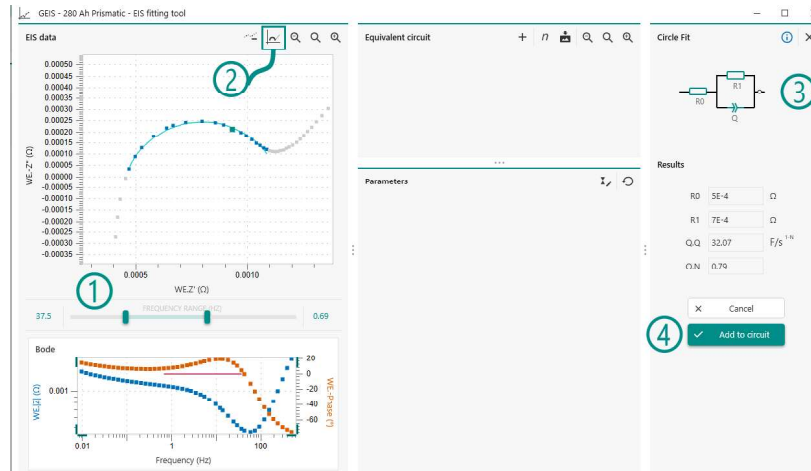 GEIS - 280 Ah Prismatic - EIS fitting tool
EIS data
2
0.00050
0.00045
0.00040
0.00035
0.00030
0.00025
0.00020
0.00015
0.00010
0.00005
0.00000
-0.00005
-0.00010
-0.00015
-0.00020
-0.00025
-0.00030
-0.00035
WE.-Z'' (Ω)
0.0005
0.0010
WE.Z' (Ω)
1
FREQUENCY RANGE (HZ)
37.5
0.69
Bode
0.001
WE.|Z| (Ω)
20
0
-20
-40
-60
WE.-Phase (°)
0.01
1
100
Frequency (Hz)
Equivalent circuit
n
Parameters
Circle Fit
R0
R1
Q
3
Results
R0 5E-4 Ω
R1 7E-4 Ω
Q.Q 32.07 F/s¹⁻ᴺ
Q.N 0.79
Cancel
4
Add to circuit